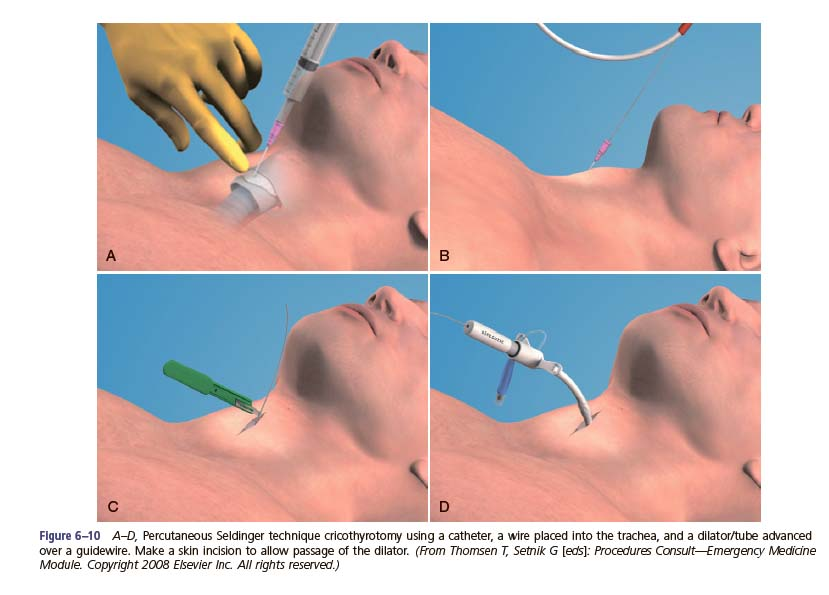 A
B
C
D
Figure 6–10 A–D, Percutaneous Seldinger technique cricothyrotomy using a catheter, a wire placed into the trachea, and a dilator/tube advanced
over a guidewire. Make a skin incision to allow passage of the dilator. (From Thomsen T, Setnik G [eds]: Procedures Consult—Emergency Medicine
Module. Copyright 2008 Elsevier Inc. All rights reserved.)